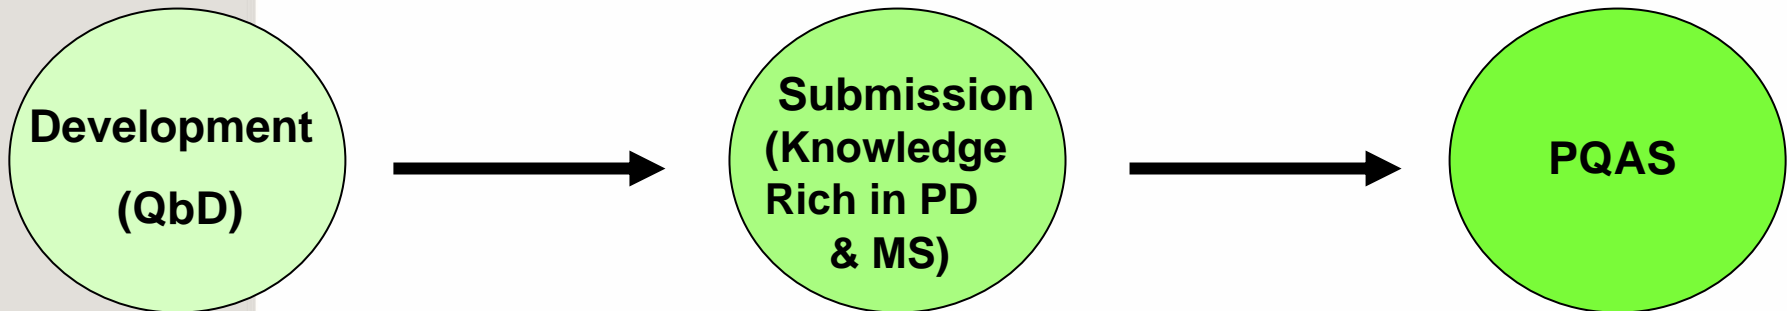 Development
(QbD)
Submission
(Knowledge
Rich in PD
& MS)
PQAS